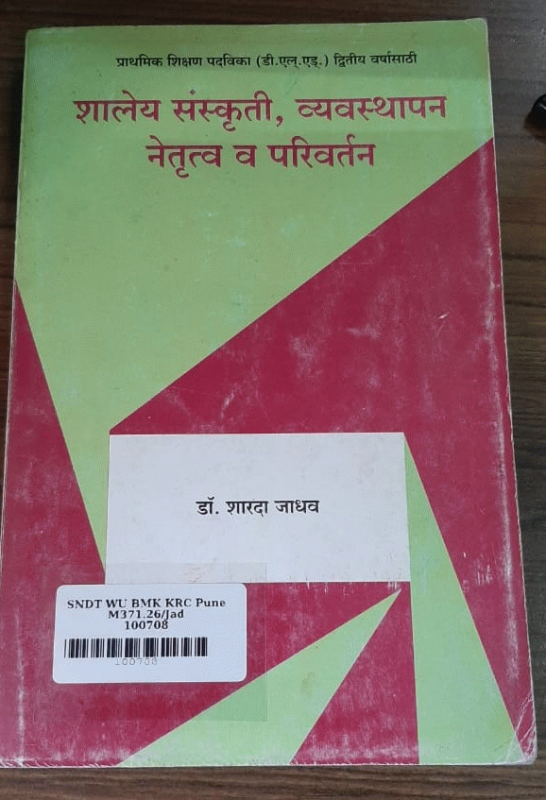 प्राथमिक शिक्षण पदविका (डी.एल्.एड्.) द्वितीय वर्षासाठी
शालेय संस्कृती, व्यवस्थापन
नेतृत्व व परिवर्तन
डॉ. शारदा जाधव
SNDT WU BMK KRC Pune
M371.26/Jad
100708
100708